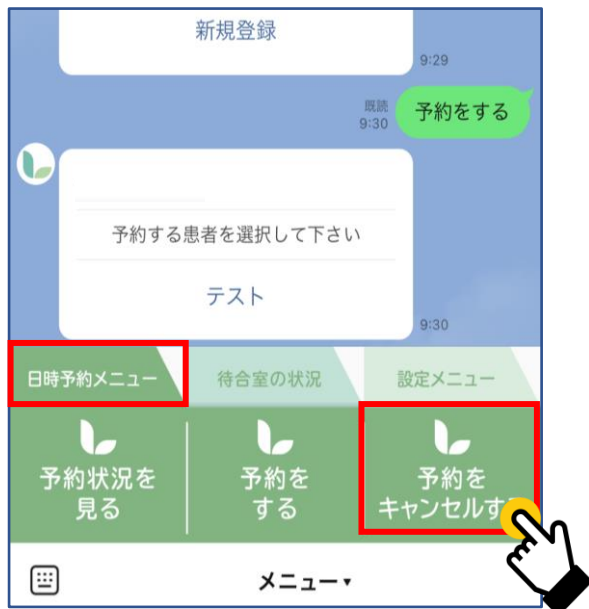 新規登録
9:29
既読
9:30
予約をする
予約する患者を選択して下さい
テスト
9:30
日時予約メニュー
待合室の状況
設定メニュー
予約状況を
見る
予約を
する
予約を
キャンセルする
メニュー▼